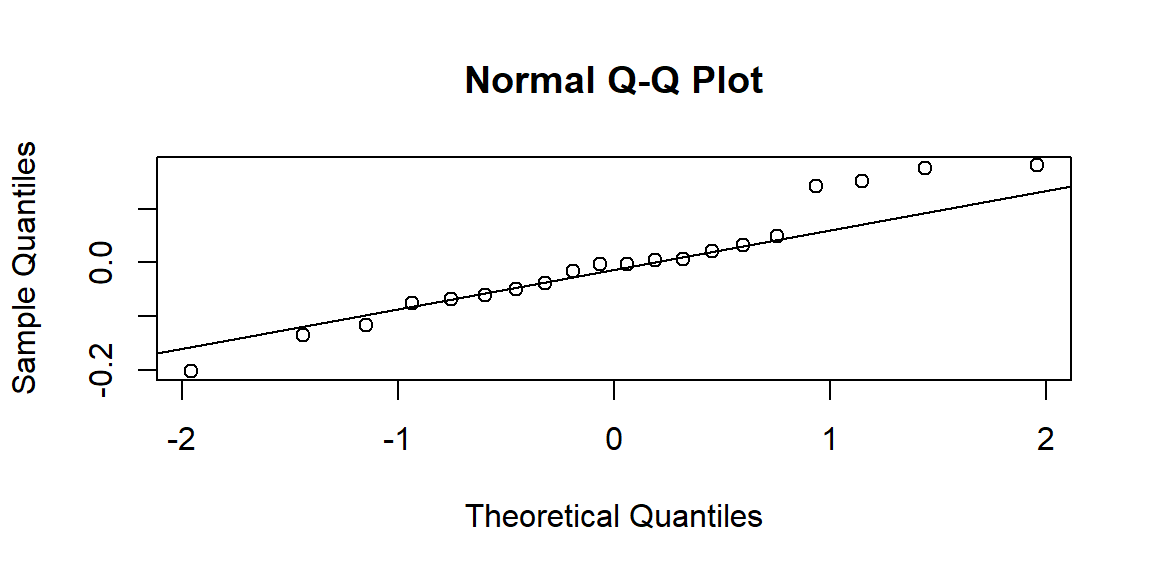 Normal Q-Q Plot
Sample Quantiles
0.0
-0.2
-2 -1 0 1 2
Theoretical Quantiles